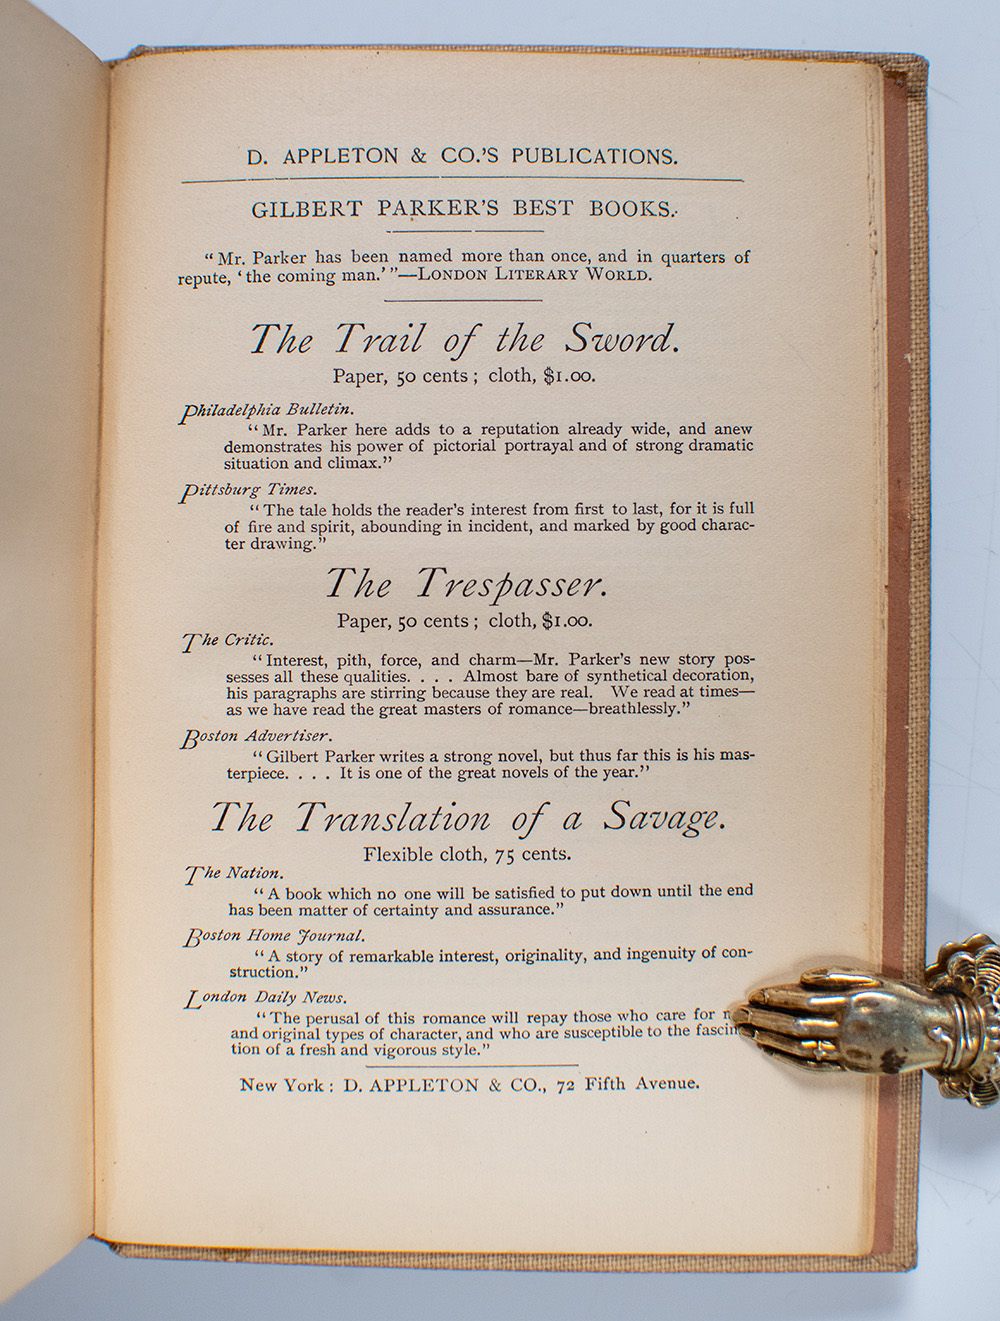 D. APPLETON & CO.'S PUBLICATIONS.
GILBERT PARKER'S BEST BOOKS.
"Mr. Parker has been named more than once, and in quarters of
repute, 'the coming man.'"—LONDON LITERARY WORLD.
The Trail of the Sword.
Paper, 50 cents; cloth, $1.00.
Philadelphia Bulletin.
"Mr. Parker here adds to a reputation already wide, and anew
demonstrates his power of pictorial portrayal and of strong dramatic
situation and climax."
Pittsburg Times.
"The tale holds the reader's interest from first to last, for it is full
of fire and spirit, abounding in incident, and marked by good charac-
ter drawing."
The Trespasser.
Paper, 50 cents; cloth, $1.00.
The Critic.
"Interest, pith, force, and charm—Mr. Parker's new story pos-
sesses all these qualities. . . . Almost bare of synthetical decoration,
his paragraphs are stirring because they are real. We read at times—
as we have read the great masters of romance—breathlessly."
Boston Advertiser.
"Gilbert Parker writes a strong novel, but thus far this is his mas-
terpiece. . . . It is one of the great novels of the year."
The Translation of a Savage.
Flexible cloth, 75 cents.
The Nation.
"A book which no one will be satisfied to put down until the end
has been matter of certainty and assurance."
Boston Home Journal.
"A story of remarkable interest, originality, and ingenuity of con-
struction."
London Daily News.
"The perusal of this romance will repay those who care for
and original types of character, and who are susceptible to the
tion of a fresh and vigorous style."
New York: D. APPLETON & CO., 72 Fifth Avenue.